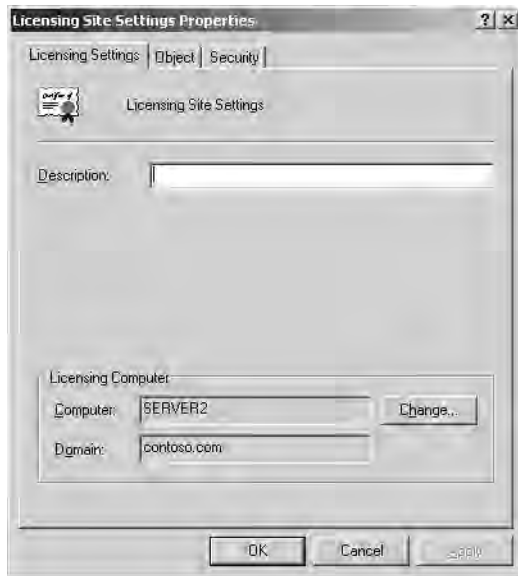 Licensing Site Settings Properties
Licensing Settings Object Security
Licensing Site Settings
Description:
Licensing Computer
Computer: SERVER2 Change...
Domain: contoso.com
OK Cancel Apply